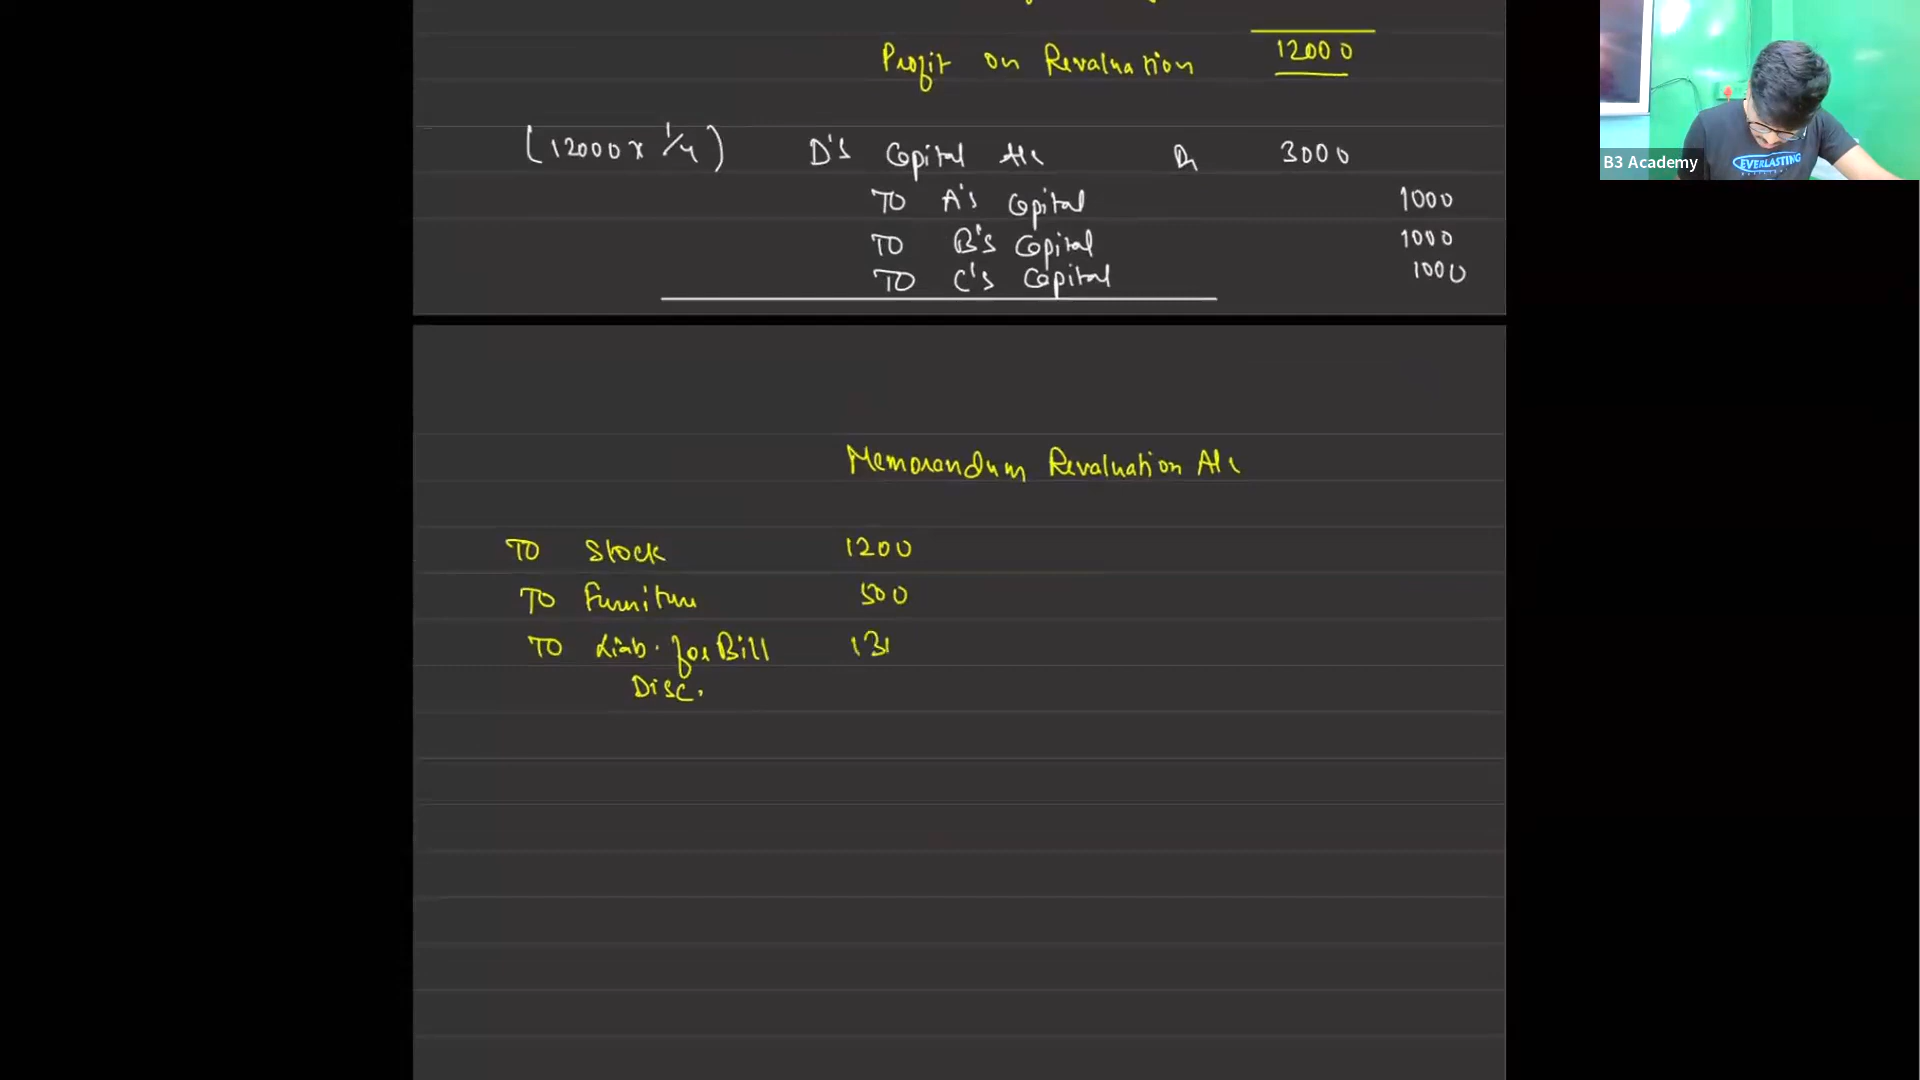 12000
Profit on Revaluation
(12000 x 1/4) D's Capital A/c Dr 3000
TO A's Capital 1000
TO B's Capital 1000
TO C's Capital 1000
Memorandum Revaluation A/c
TO Stock 1200
TO Furniture 500
TO Liab. for Bill 131
Disc.
B3 Academy
EVERLASTING